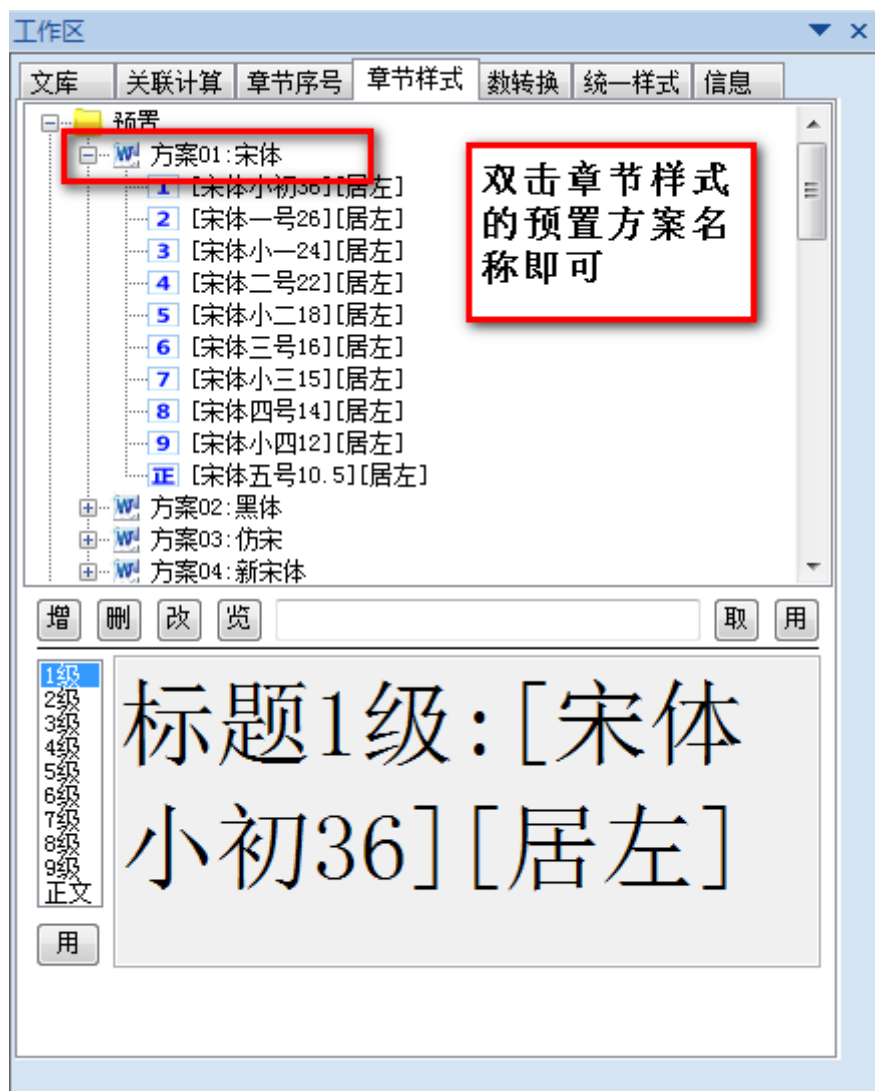 工作区
文库 关联计算 章节序号 章节样式 数转换 统一样式 信息
预置
方案01:宋体
1 [宋体小初36][居左]
2 [宋体一号26][居左]
3 [宋体小一24][居左]
4 [宋体二号22][居左]
5 [宋体小二18][居左]
6 [宋体三号16][居左]
7 [宋体小三15][居左]
8 [宋体四号14][居左]
9 [宋体小四12][居左]
正 [宋体五号10.5][居左]
方案02:黑体
方案03:仿宋
方案04:新宋体
双击章节样式
的预置方案名
称即可
增 删 改 览 取 用
1级
2级
3级
4级
5级
6级
7级
8级
9级
正文
用
标题1级:[宋体
小初36][居左]